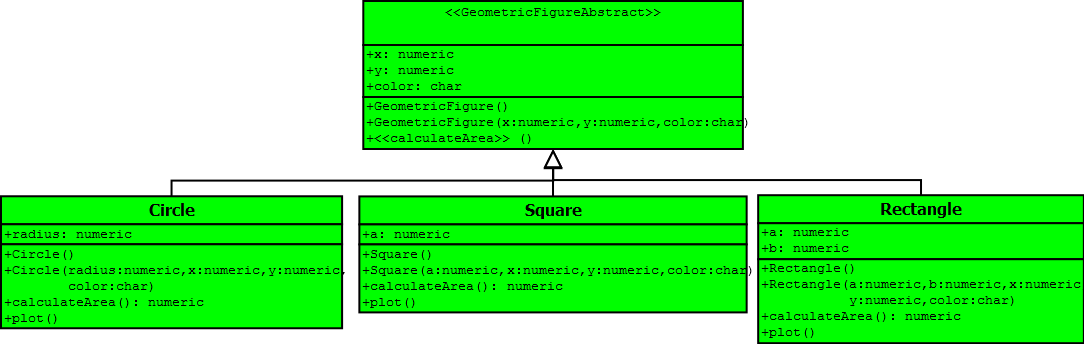 <<GeometricFigureAbstract>>
+x: numeric
+y: numeric
+color: char
+GeometricFigure()
+GeometricFigure(x:numeric,y:numeric,color:char)
+<<calculateArea>> ()
Circle
+radius: numeric
+Circle()
+Circle(radius:numeric,x:numeric,y:numeric,
color:char)
+calculateArea(): numeric
+plot()
Square
+a: numeric
+Square()
+Square(a:numeric,x:numeric,y:numeric,color:char)
+calculateArea(): numeric
+plot()
Rectangle
+a: numeric
+b: numeric
+Rectangle()
+Rectangle(a:numeric,b:numeric,x:numeric
y:numeric,color:char)
+calculateArea(): numeric
+plot()